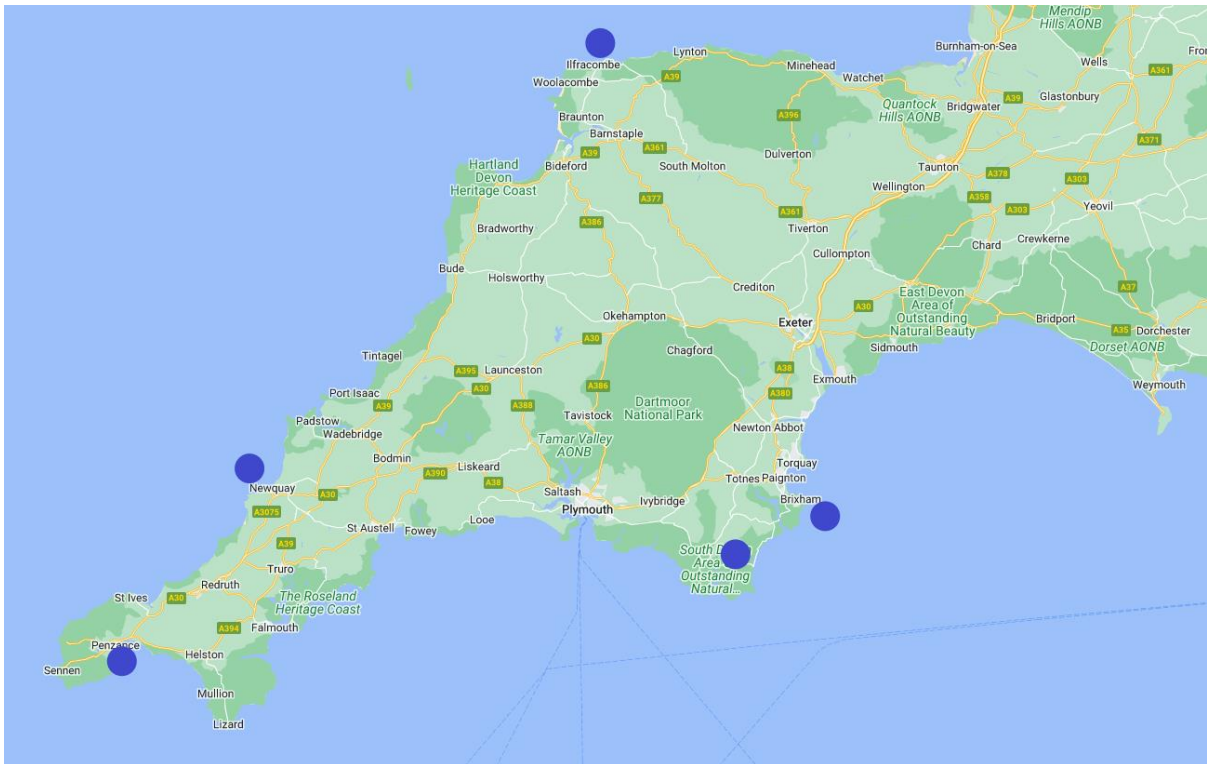 Mendip
Hills AONB
Burnham-on-Sea
Lynton
Ilfracombe
Wells
Fro
Minehead
A361
Woolacombe
A39
Watchet
A39
Glastonbury
Quantock
Hills AONB
Bridgwater
Braunton
A396
Barnstaple
A371
A39
A361
Dulverton
Hartland
Devon
Heritage Coast
Bideford
South Molton
Taunton
A378
A303
Wellington
A377
A358
Yeovil
A361
A303
A386
Bradworthy
Tiverton
Crewkerne
Chard
Cullompton
Bude
Holsworthy
Crediton
A37
East Devon
Area of
Outstanding
Natural Beauty
A30
Okehampton
Exeter
Bridport
A35
Dorchester
A30
Sidmouth
Dorset AONB
Chagford
Tintagel
A38
A395
Launceston
Exmouth
Weymouth
A30
A386
Port Isaac
A380
A39
A388
Dartmoor
National Park
Tavistock
Padstow
Newton Abbot
Wadebridge
Tamar Valley
AONB
Bodmin
Torquay
Liskeard
A390
Totnes
Paignton
A38
Newquay
A30
Saltash
Ivybridge
Brixham
Plymouth
A3075
St Austell
Looe
Fowey
A39
South D
Area
Outstanding
Natural...
Truro
Redruth
St Ives
A30
The Roseland
Heritage Coast
A394
Falmouth
Penzance
Helston
Sennen
Mullion
Lizard